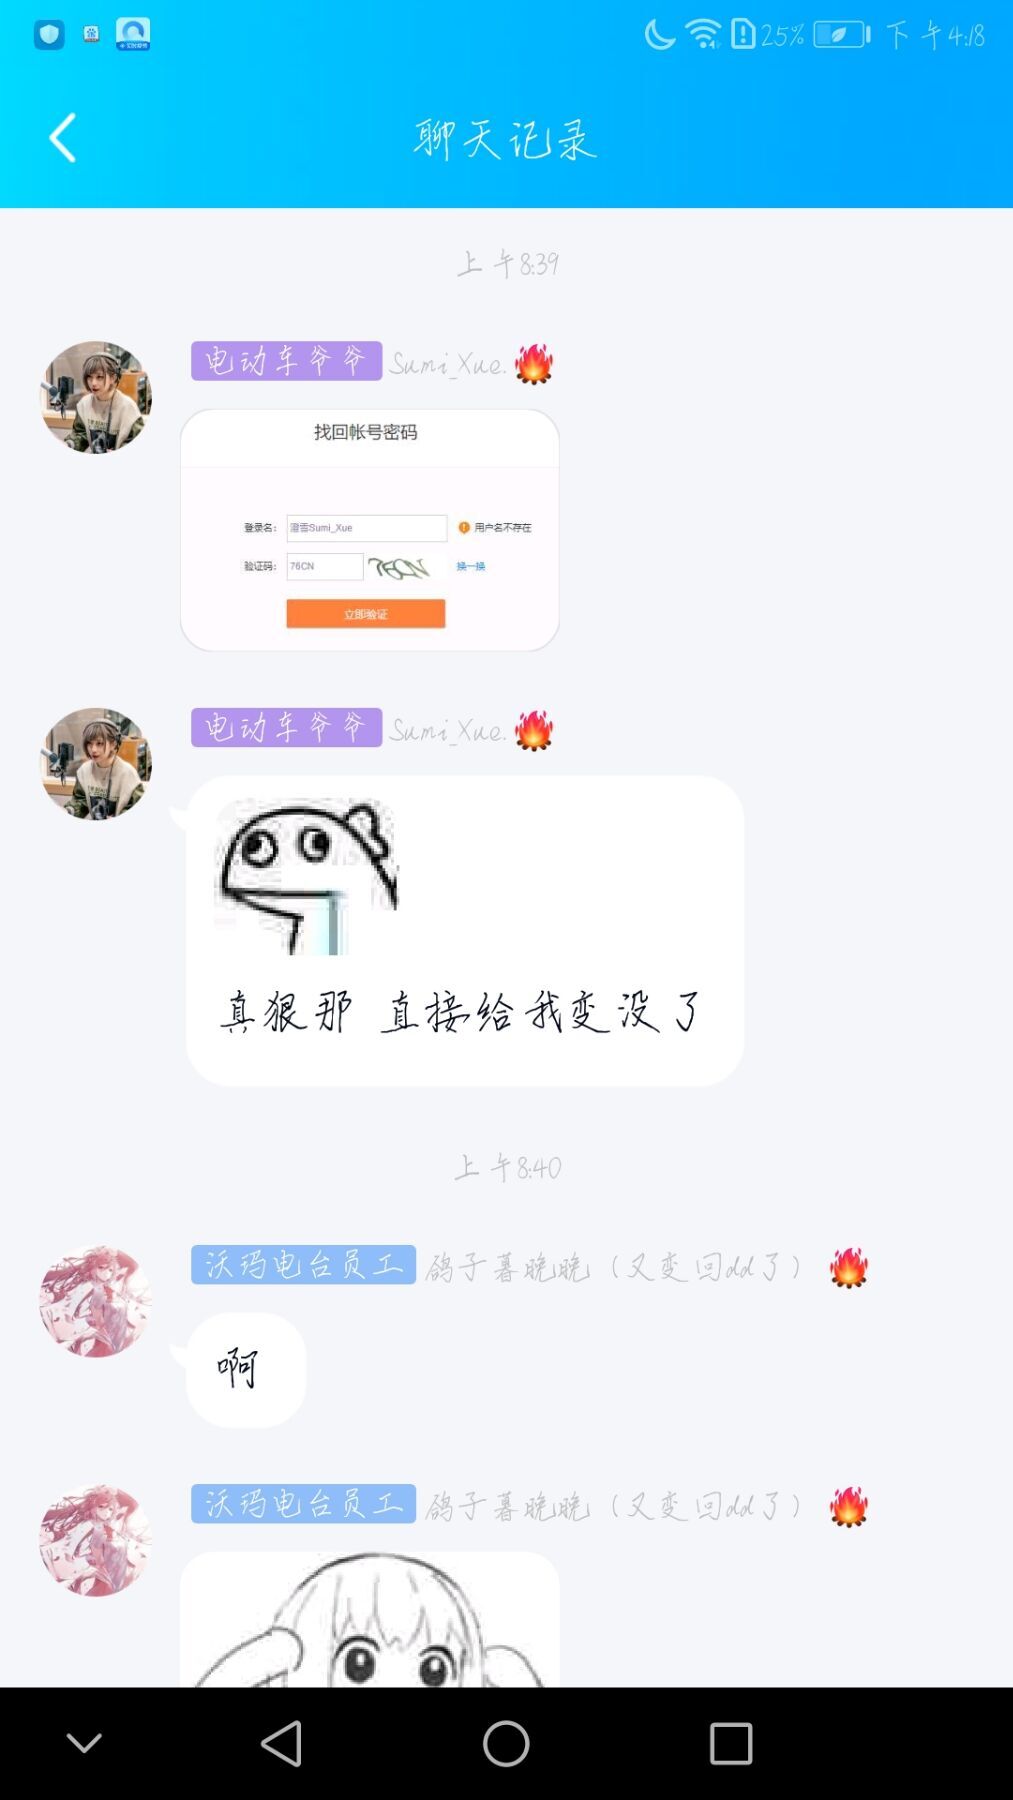 25% 下午4:18
聊天记录
上午8:39
电动车爷爷 Sumi_Xue.
找回帐号密码
登录名: 澄雪Sumi_Xue 用户名不存在
验证码: 76CN 76CN 换一换
立即验证
电动车爷爷 Sumi_Xue.
真狠那 直接给我变没了
上午8:40
沃玛电台员工 鸽子暮晚晚（又变回dd了）
啊
沃玛电台员工 鸽子暮晚晚（又变回dd了）